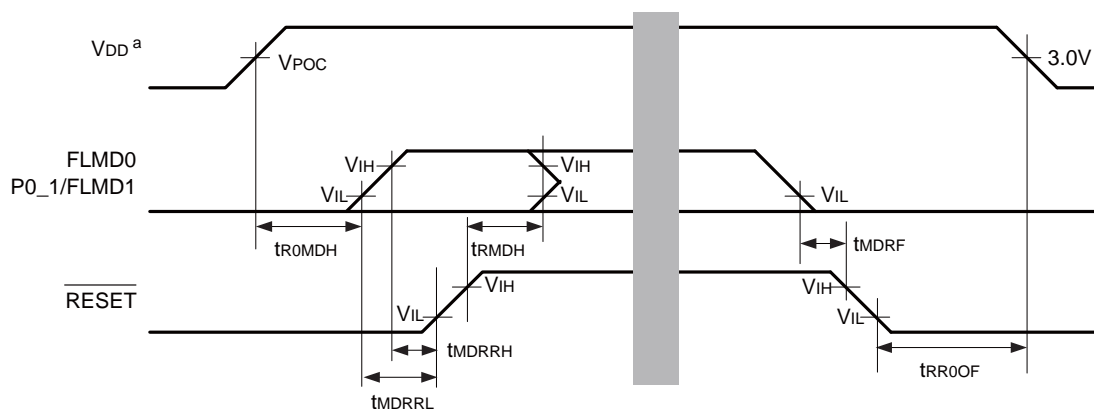 VDD a
VPOC
3.0V
FLMD0
P0_1/FLMD1
VIH
VIH
VIL
VIL
VIL
tR0MDH
tRMDH
tMDRF
RESET
VIH
VIH
VIL
VIL
tMDRRH
tRR0OF
tMDRRL